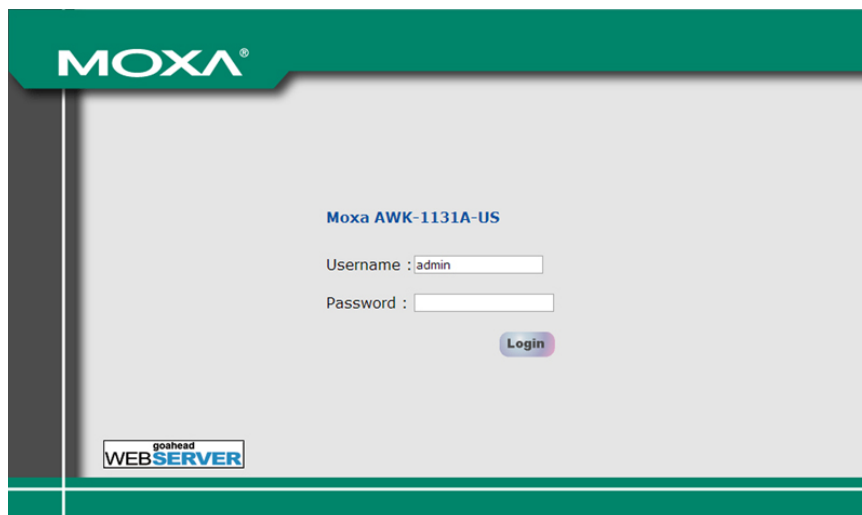 MOXA®
Moxa AWK-1131A-US
Username : admin
Password :
Login
goahead
WEBSERVER